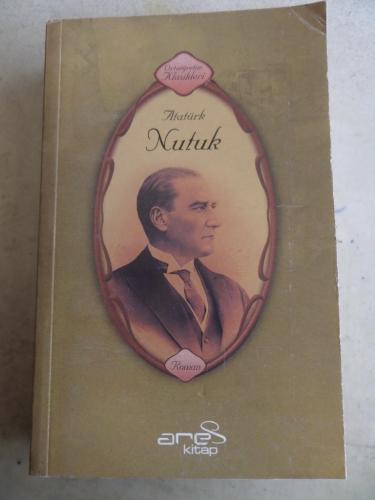 Ortaöğretim
Klasikleri
Atatürk
Nutuk
Roman
ares
kitap